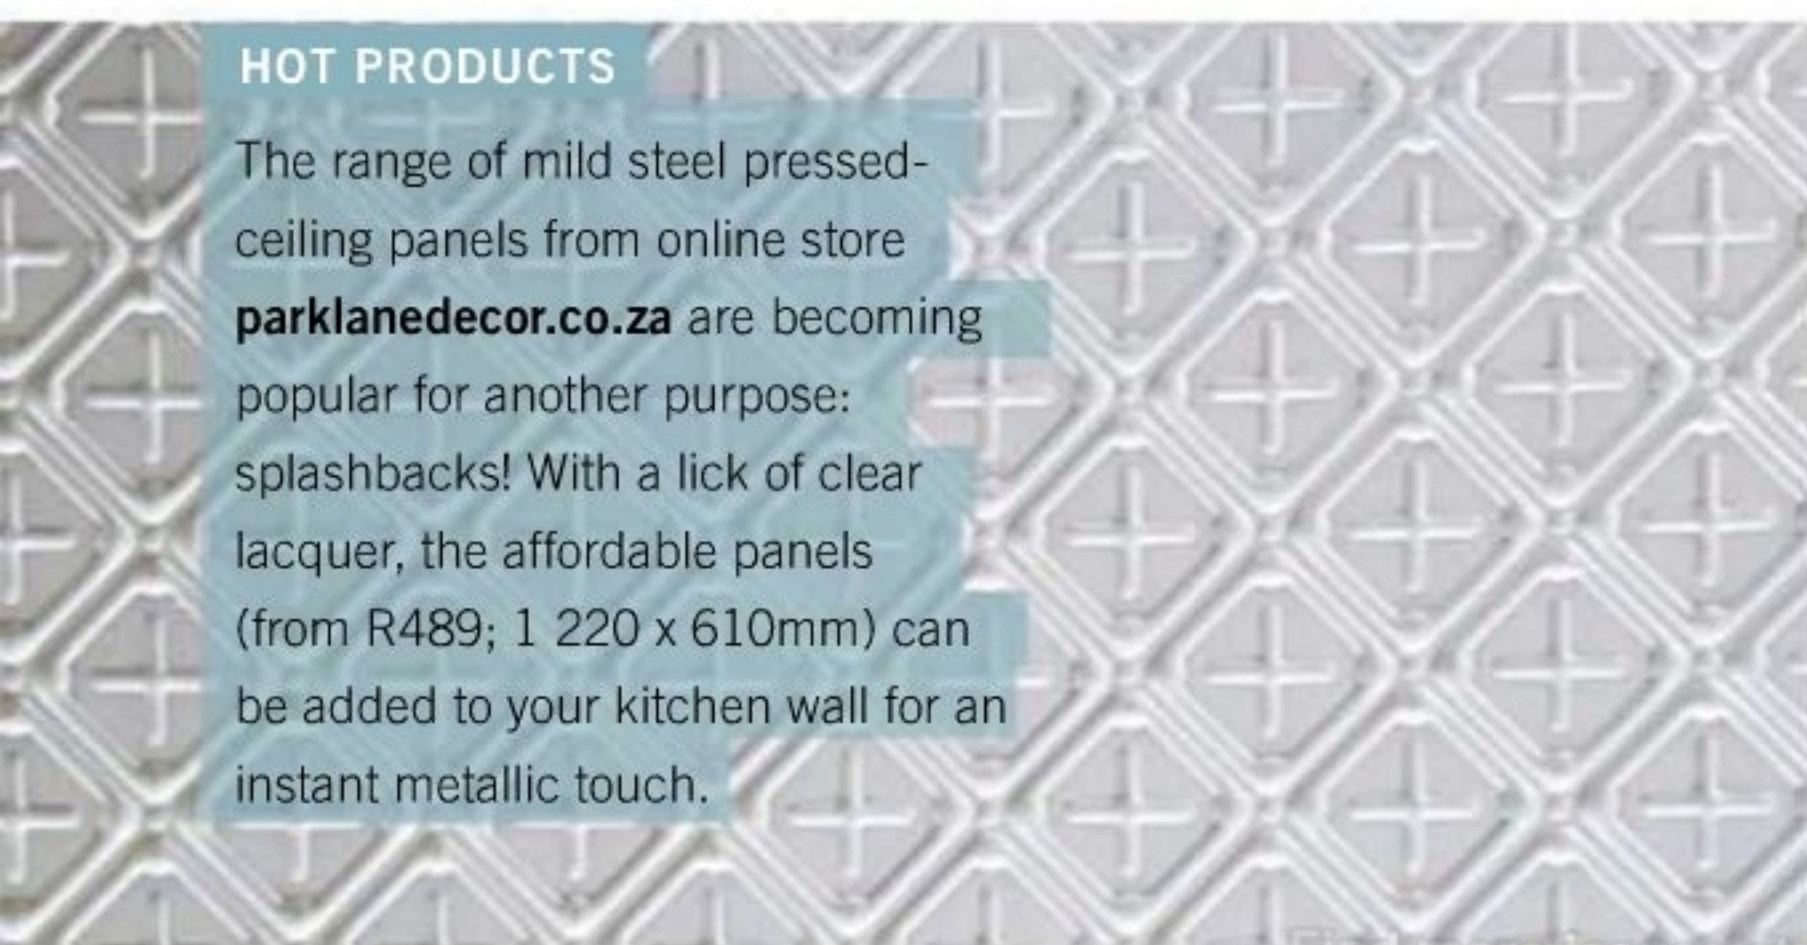 HOT PRODUCTS
The range of mild steel pressed-
ceiling panels from online store
parklanedecor.co.za are becoming
popular for another purpose:
splashbacks! With a lick of clear
lacquer, the affordable panels
(from R489; 1 220 x 610mm) can
be added to your kitchen wall for an
instant metallic touch.